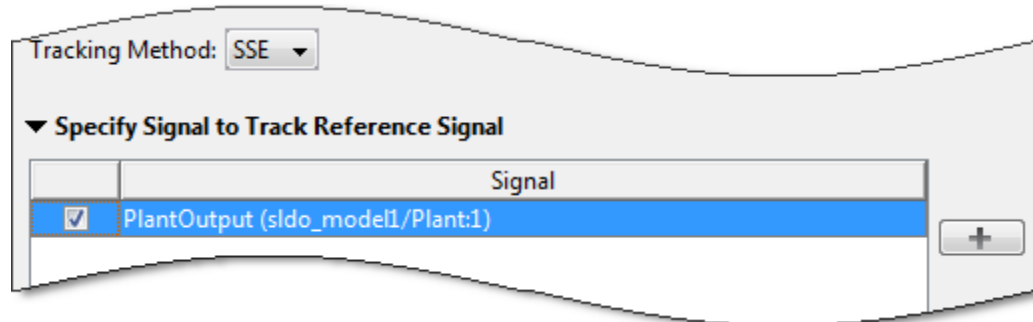 Tracking Method: SSE
Specify Signal to Track Reference Signal
Signal
PlantOutput (sldo_model1/Plant:1)